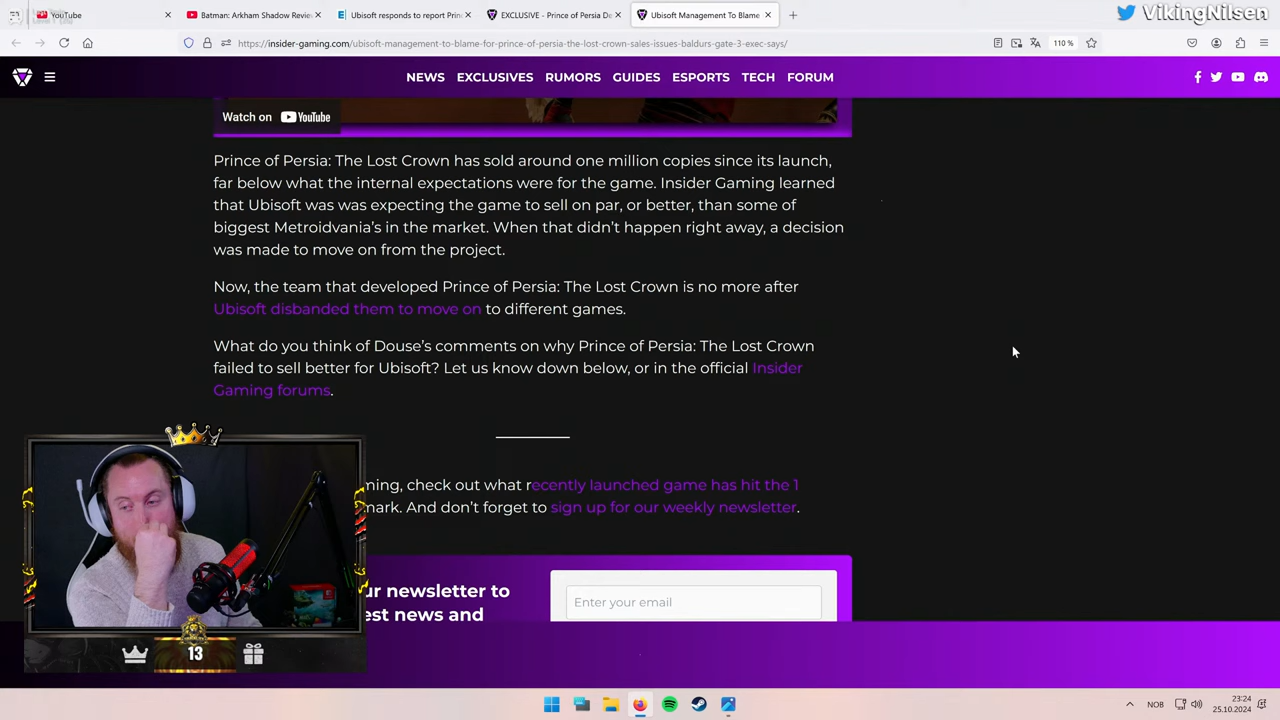 YouTube
Batman: Arkham Shadow Review
Ubisoft responds to report Prince
EXCLUSIVE - Prince of Persia De
Ubisoft Management To Blame
VikingNilsen
https://insider-gaming.com/ubisoft-management-to-blame-for-prince-of-persia-the-lost-crown-sales-issues-baldurs-gate-3-exec-says/
110 %
NEWS EXCLUSIVES RUMORS GUIDES ESPORTS TECH FORUM
Watch on YouTube
Prince of Persia: The Lost Crown has sold around one million copies since its launch,
far below what the internal expectations were for the game. Insider Gaming learned
that Ubisoft was was expecting the game to sell on par, or better, than some of
biggest Metroidvania's in the market. When that didn't happen right away, a decision
was made to move on from the project.
Now, the team that developed Prince of Persia: The Lost Crown is no more after
Ubisoft disbanded them to move on to different games.
What do you think of Douse's comments on why Prince of Persia: The Lost Crown
failed to sell better for Ubisoft? Let us know down below, or in the official Insider
Gaming forums.
ming, check out what recently launched game has hit the 1
mark. And don't forget to sign up for our weekly newsletter.
ur newsletter to
est news and
Enter your email
13
NOB
23:24
25.10.2024